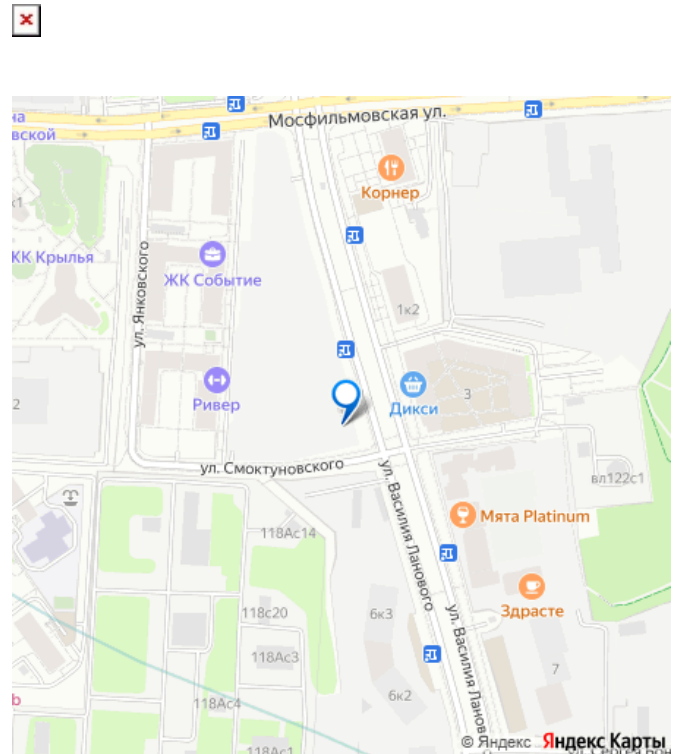 Мосфильмовская ул.
на
вской
к1
Корнер
ЖК Крылья
ЖК Событие
ул. Янковского
1к2
Ривер
Дикси
3
2
ул. Смоктуновского
вл122с1
ул. Василия Ланового
Мята Platinum
118Ас14
118с20
6к3
Здрасте
ул. Василия Ланов
118Ас3
7
6к2
b
118Ас4
118Ас1
© Яндекс Яндекс Карты